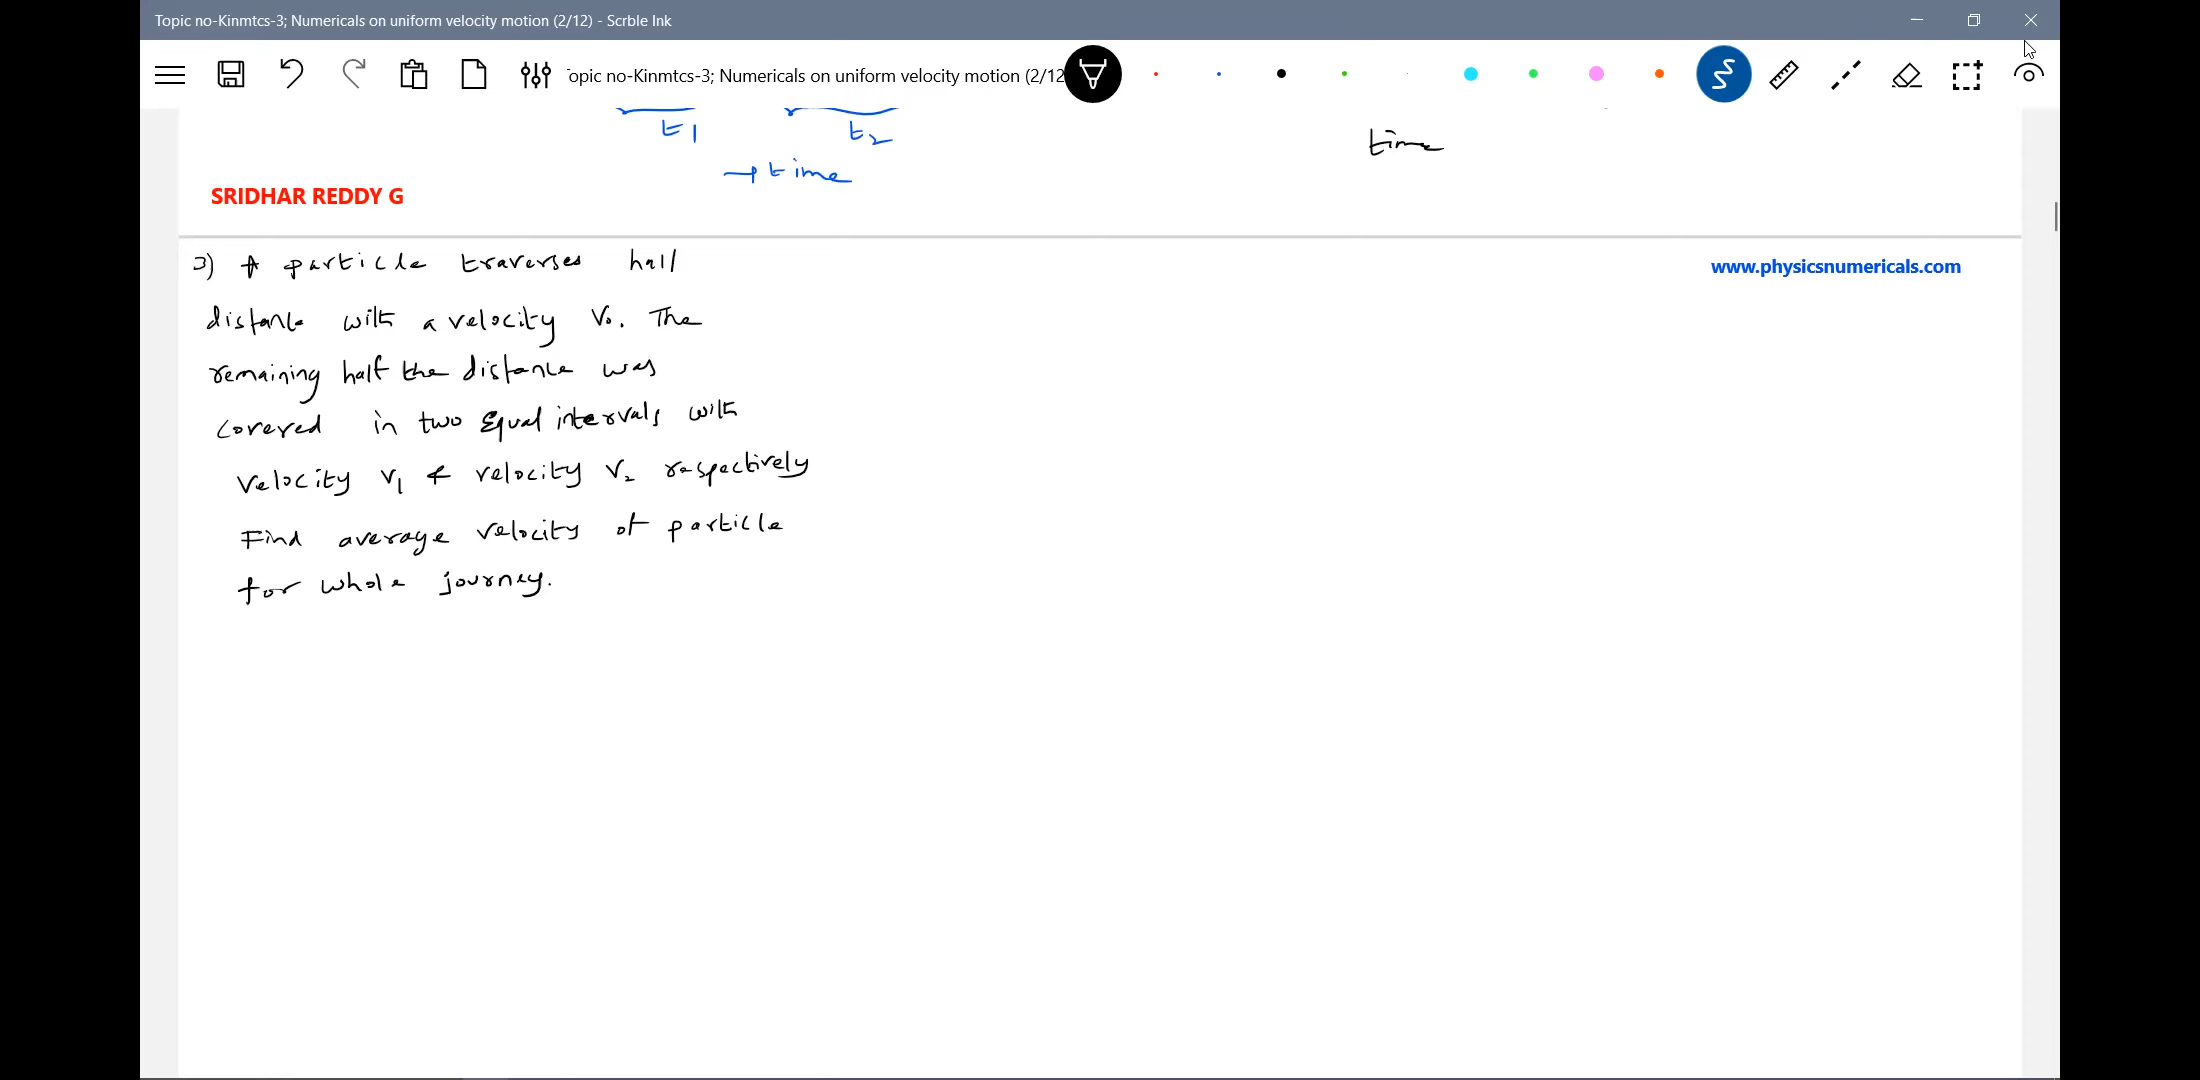 Topic no-Kinmtcs-3; Numericals on uniform velocity motion (2/12) - Scrble Ink
opic no-Kinmtcs-3; Numericals on uniform velocity motion (2/12
t1 t2
time
→ time
SRIDHAR REDDY G
www.physicsnumericals.com
3) A particle traverses half
distance with a velocity V₀. The
remaining half the distance was
covered in two Equal intervals with
velocity v₁ & velocity v₂ respectively
Find average velocity of particle
for whole journey.